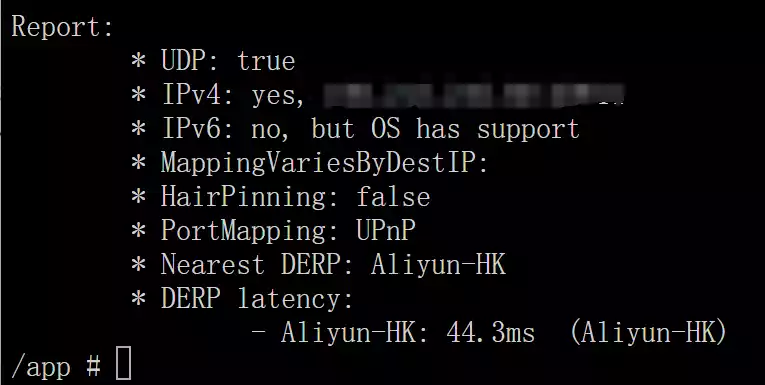 Report:
* UDP: true
* IPv4: yes,
* IPv6: no, but OS has support
* MappingVariesByDestIP:
* HairPinning: false
* PortMapping: UPnP
* Nearest DERP: Aliyun-HK
* DERP latency:
- Aliyun-HK: 44.3ms (Aliyun-HK)
/app #